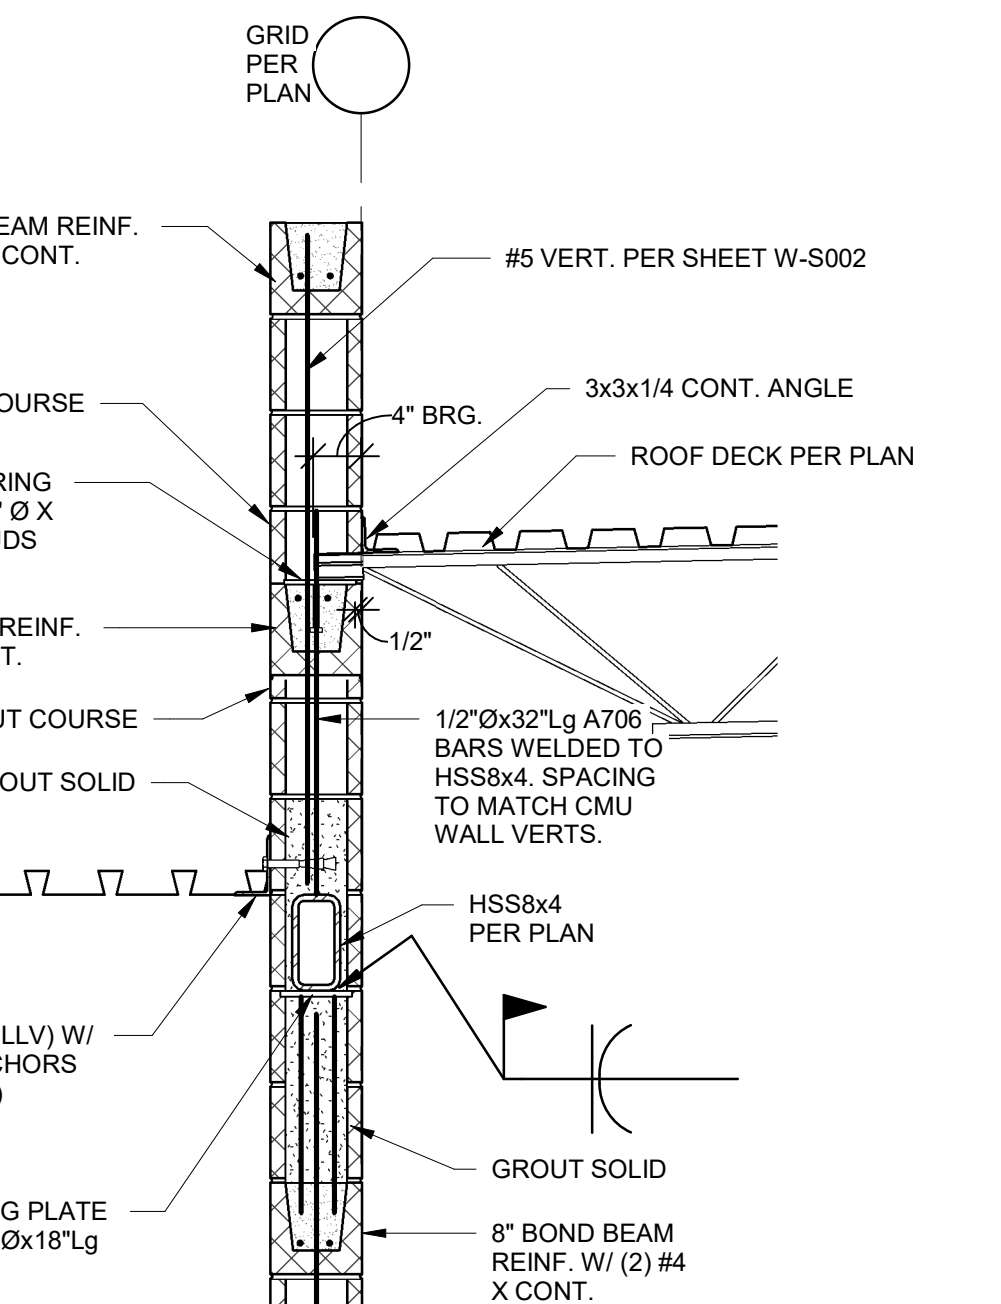 GRID
PER
PLAN
EAM REINF.
CONT.
#5 VERT. PER SHEET W-S002
OURSE
3x3x1/4 CONT. ANGLE
4" BRG.
ROOF DECK PER PLAN
RING
" Ø X
UDS
REINF.
T.
1/2"
UT COURSE
1/2"Øx32"Lg A706
BARS WELDED TO
HSS8x4. SPACING
TO MATCH CMU
WALL VERTS.
OUT SOLID
HSS8x4
PER PLAN
LLV) W/
CHORS
)
GROUT SOLID
G PLATE
Øx18"Lg
8" BOND BEAM
REINF. W/ (2) #4
X CONT.